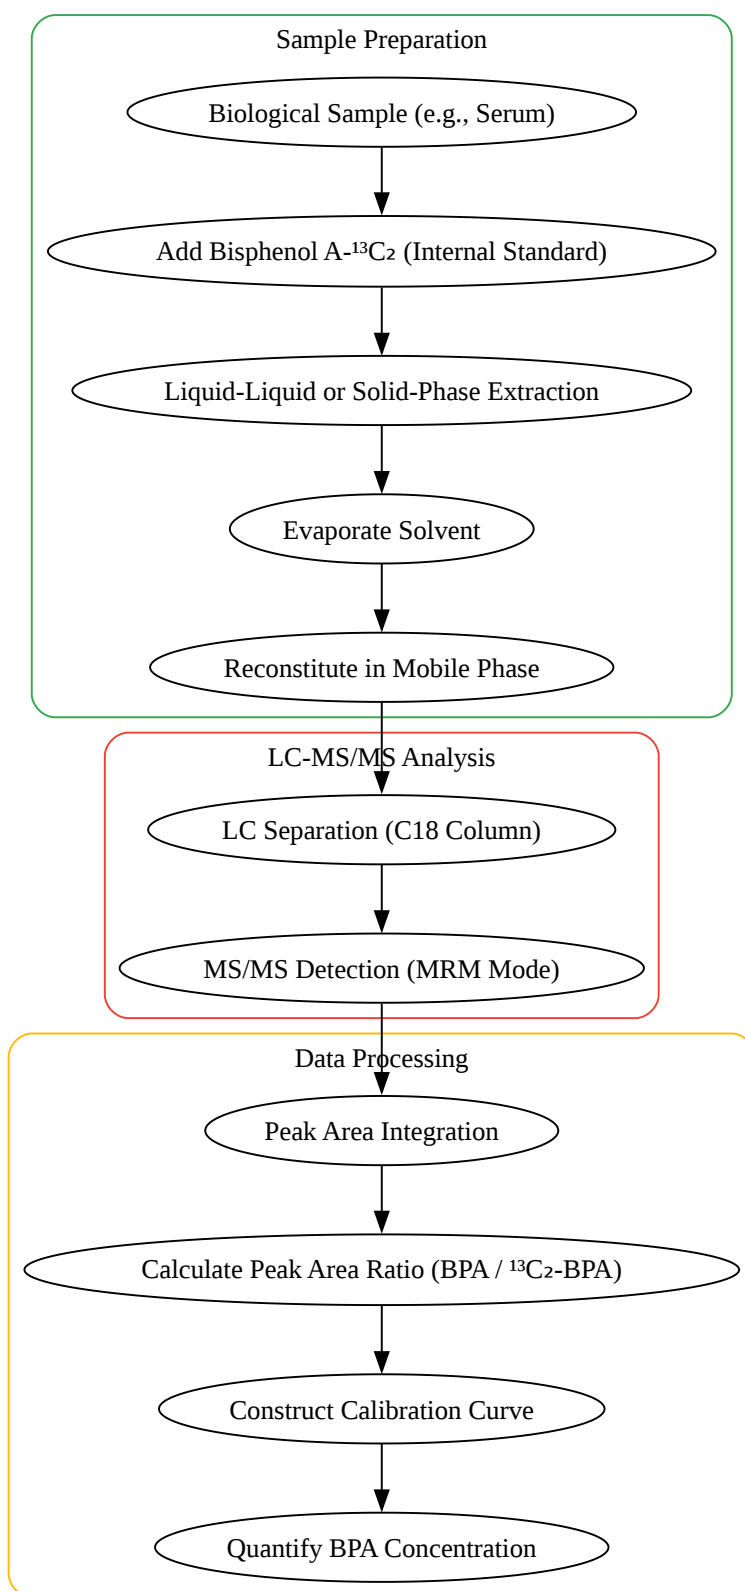 Sample Preparation
Biological Sample (e.g., Serum)
Add Bisphenol A-¹³C₂ (Internal Standard)
Liquid-Liquid or Solid-Phase Extraction
Evaporate Solvent
Reconstitute in Mobile Phase
LC-MS/MS Analysis
LC Separation (C18 Column)
MS/MS Detection (MRM Mode)
Data Processing
Peak Area Integration
Calculate Peak Area Ratio (BPA / ¹³C₂-BPA)
Construct Calibration Curve
Quantify BPA Concentration